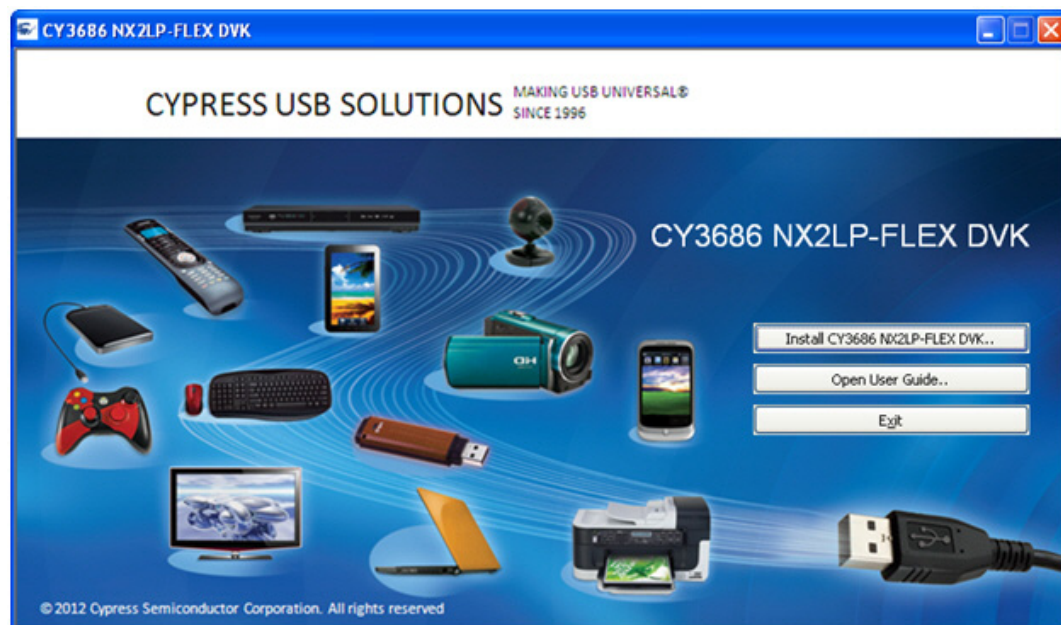 CY3686 NX2LP-FLEX DVK
CYPRESS USB SOLUTIONS
MAKING USB UNIVERSAL®
SINCE 1996
CY3686 NX2LP-FLEX DVK
Install CY3686 NX2LP-FLEX DVK..
Open User Guide..
Exit
© 2012 Cypress Semiconductor Corporation. All rights reserved